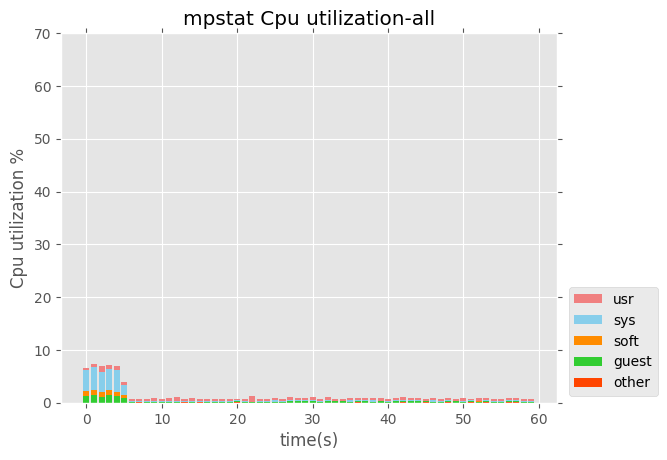 mpstat Cpu utilization-all
70
60
50
40
30
20
10
0
Cpu utilization %
0 10 20 30 40 50 60
time(s)
usr
sys
soft
guest
other